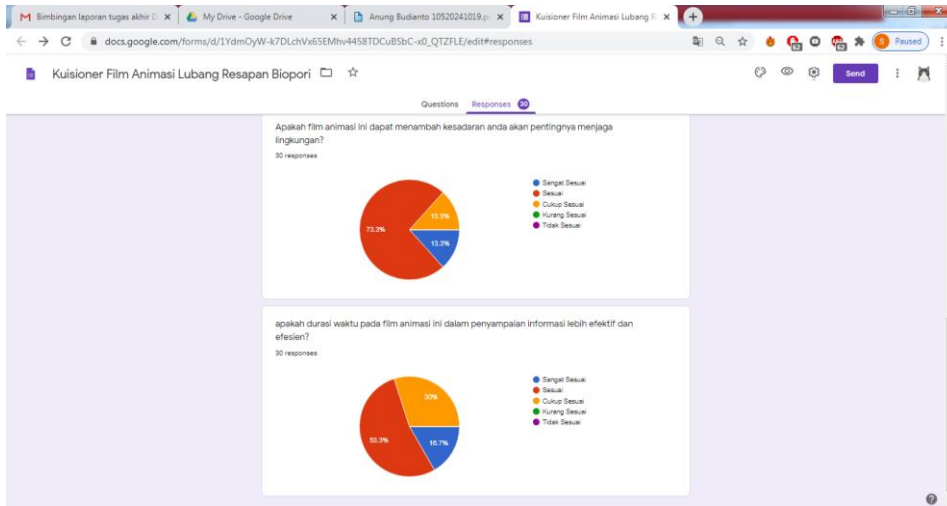 Bimbingan laporan tugas akhir D
My Drive - Google Drive
Anung Budianto 10520241019.p
Kuisioner Film Animasi Lubang R
docs.google.com/forms/d/1YdmOyW-k7DLchVx65EMhv4458TDCuBSbC-x0_QTZFLE/edit#responses
Paused
Kuisioner Film Animasi Lubang Resapan Biopori
Send
Questions Responses 30
Apakah film animasi ini dapat menambah kesadaran anda akan pentingnya menjaga
lingkungan?
30 responses
Sangat Sesuai
Sesuai
Cukup Sesuai
Kurang Sesuai
Tidak Sesuai
13.3%
73.3%
13.3%
apakah durasi waktu pada film animasi ini dalam penyampaian informasi lebih efektif dan
efesien?
30 responses
Sangat Sesuai
Sesuai
Cukup Sesuai
Kurang Sesuai
Tidak Sesuai
30%
53.3%
16.7%